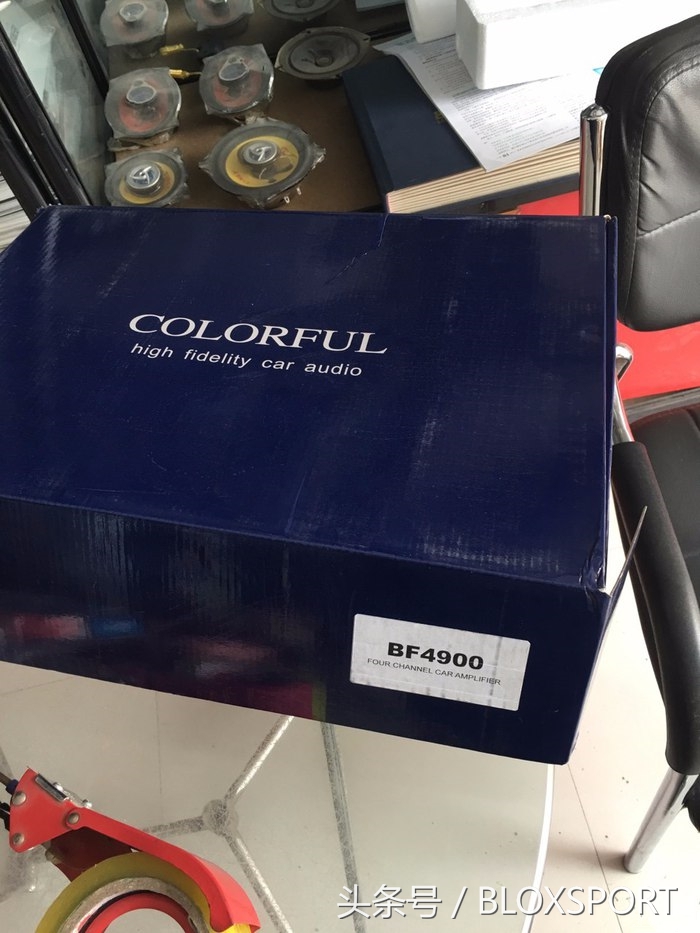 COLORFUL
high fidelity car audio
BF4900
FOUR CHANNEL CAR AMPLIFIER
头条号 / BLOXSPORT